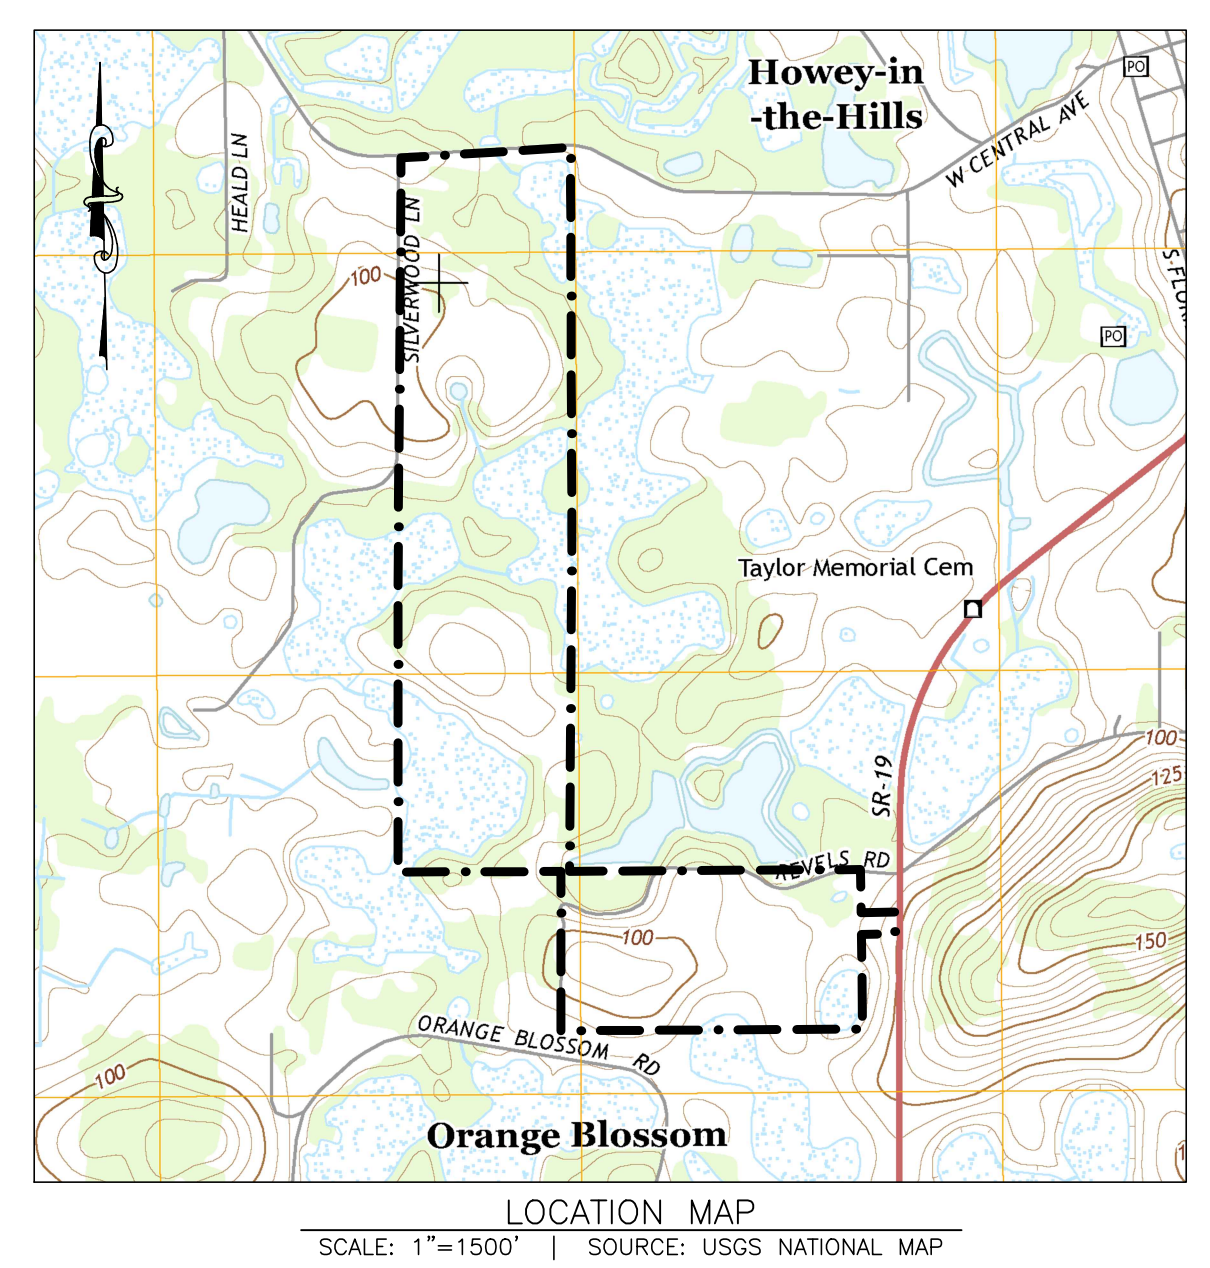 Howey-in
-the-Hills
PO
W CENTRAL AVE
HEALD LN
SILVERWOOD LN
100
PO
Taylor Memorial Cem
SR-19
100
125
REVELS RD
100
150
ORANGE BLOSSOM RD
100
Orange Blossom
LOCATION MAP
SCALE: 1"=1500' | SOURCE: USGS NATIONAL MAP